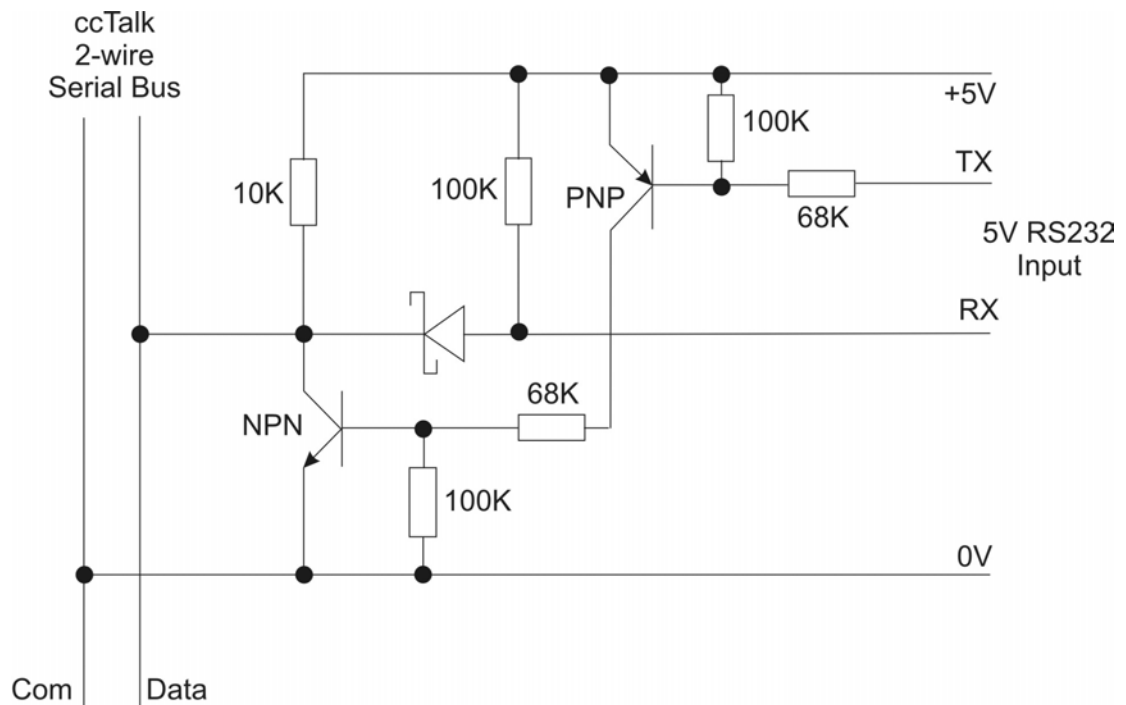 ccTalk
2-wire
Serial Bus
+5V
100K
TX
10K
100K
PNP
68K
5V RS232
Input
RX
68K
NPN
100K
0V
Com
Data